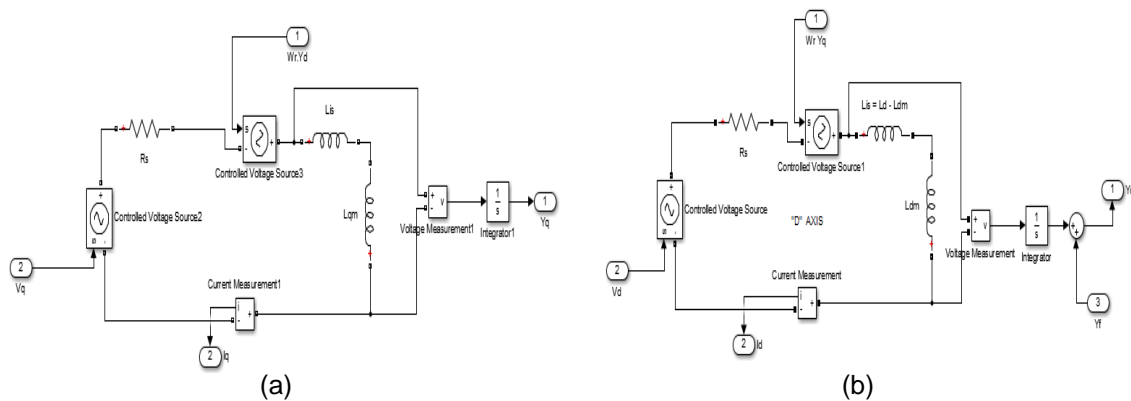 1
Wr.Yd
Lis
s
-
+
Rs
Controlled Voltage Source3
+
Controlled Voltage Source2
s
-
Lqm
+
-
v
Voltage Measurement1
1
s
Integrator1
1
Yq
2
Vq
Current Measurement1
i
-
+
2
Iq
(a)
1
Wr Yq
Lis = Ld - Ldm
s
-
+
Rs
Controlled Voltage Source1
+
Controlled Voltage Source
s
-
"D" AXIS
Ldm
+
-
v
Voltage Measurement
1
s
Integrator
+
+
1
2
Vd
Current Measurement
i
-
+
2
Id
3
Yf
(b)